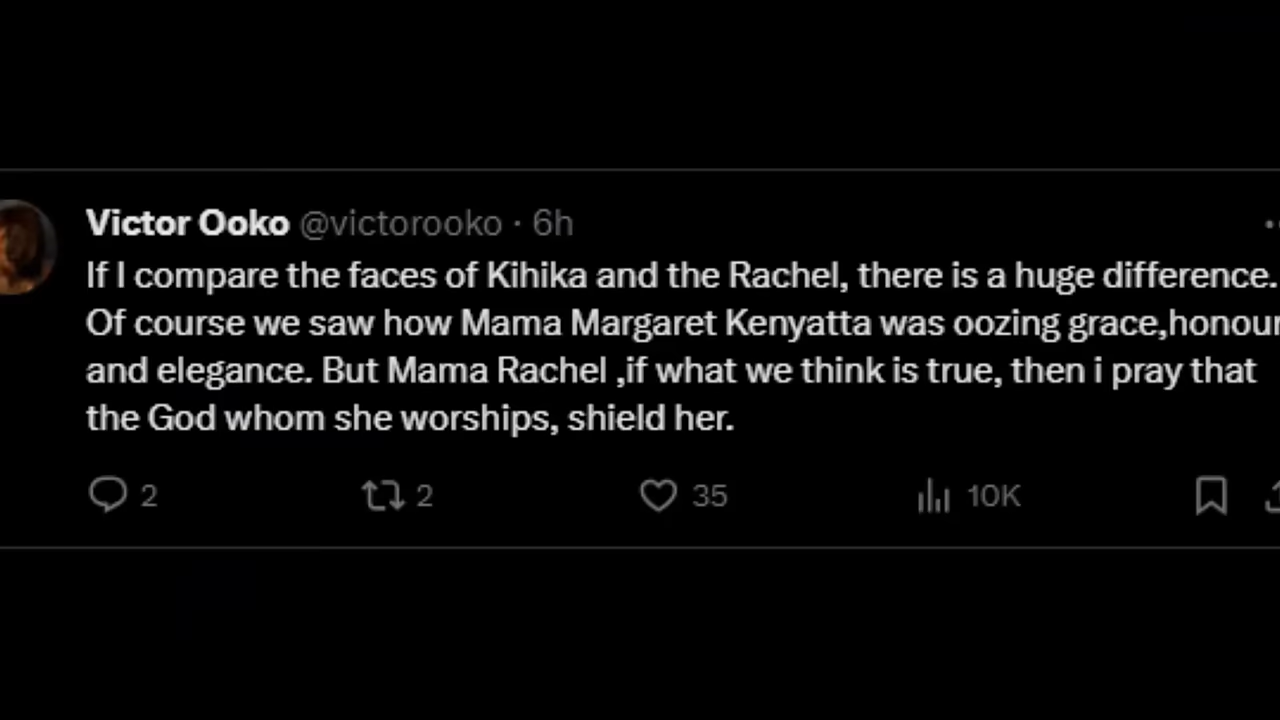 Victor Ooko @victorooko · 6h
If I compare the faces of Kihika and the Rachel, there is a huge difference.
Of course we saw how Mama Margaret Kenyatta was oozing grace,honour
and elegance. But Mama Rachel ,if what we think is true, then i pray that
the God whom she worships, shield her.
2 2 35 10K